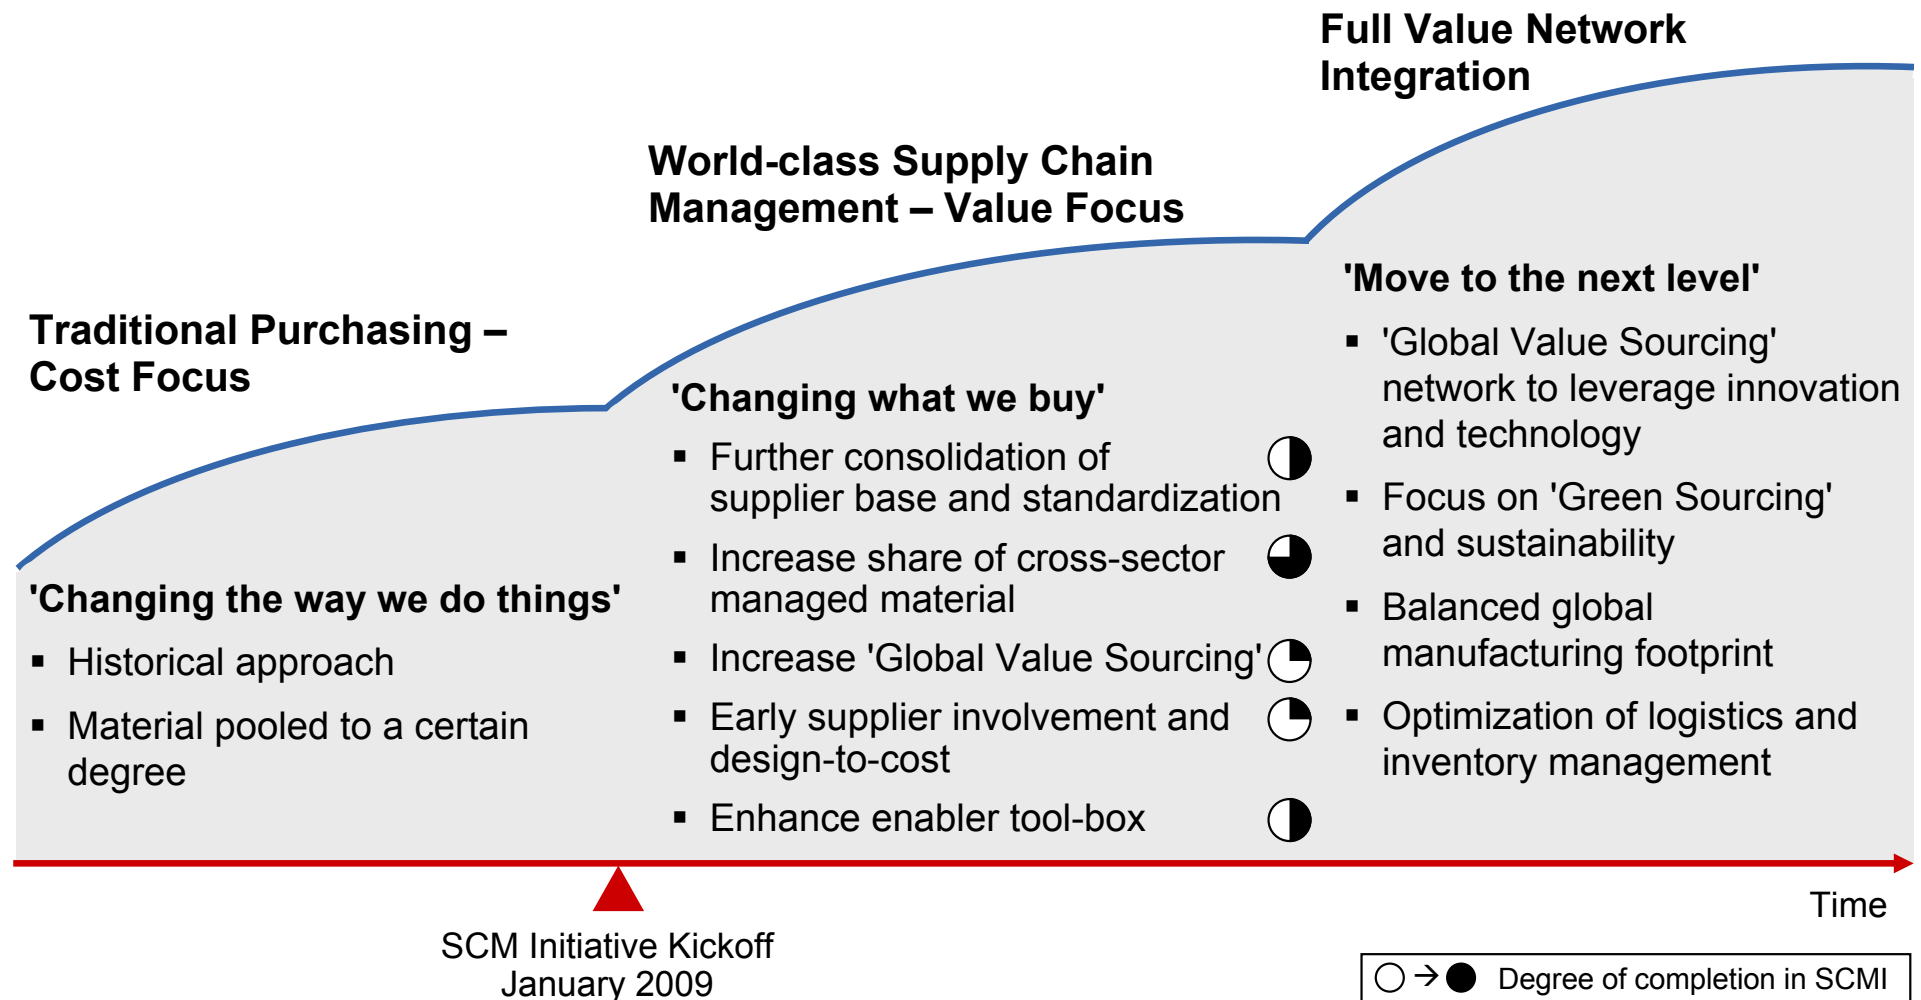 Full Value Network
Integration
World-class Supply Chain
Management – Value Focus
Traditional Purchasing –
Cost Focus
'Changing the way we do things'
▪ Historical approach
▪ Material pooled to a certain
degree
'Changing what we buy'
▪ Further consolidation of
supplier base and standardization
▪ Increase share of cross-sector
managed material
▪ Increase 'Global Value Sourcing'
▪ Early supplier involvement and
design-to-cost
▪ Enhance enabler tool-box
'Move to the next level'
▪ 'Global Value Sourcing'
network to leverage innovation
and technology
▪ Focus on 'Green Sourcing'
and sustainability
▪ Balanced global
manufacturing footprint
▪ Optimization of logistics and
inventory management
Time
SCM Initiative Kickoff
January 2009
Degree of completion in SCMI